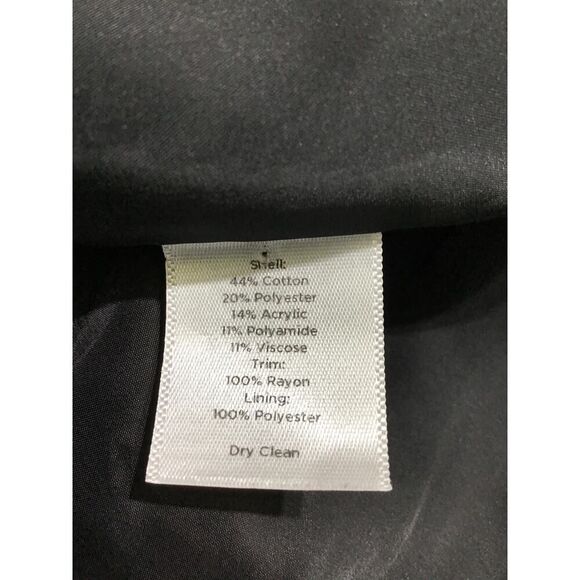 Shell:
44% Cotton
20% Polyester
14% Acrylic
11% Polyamide
11% Viscose
Trim:
100% Rayon
Lining:
100% Polyester
Dry Clean